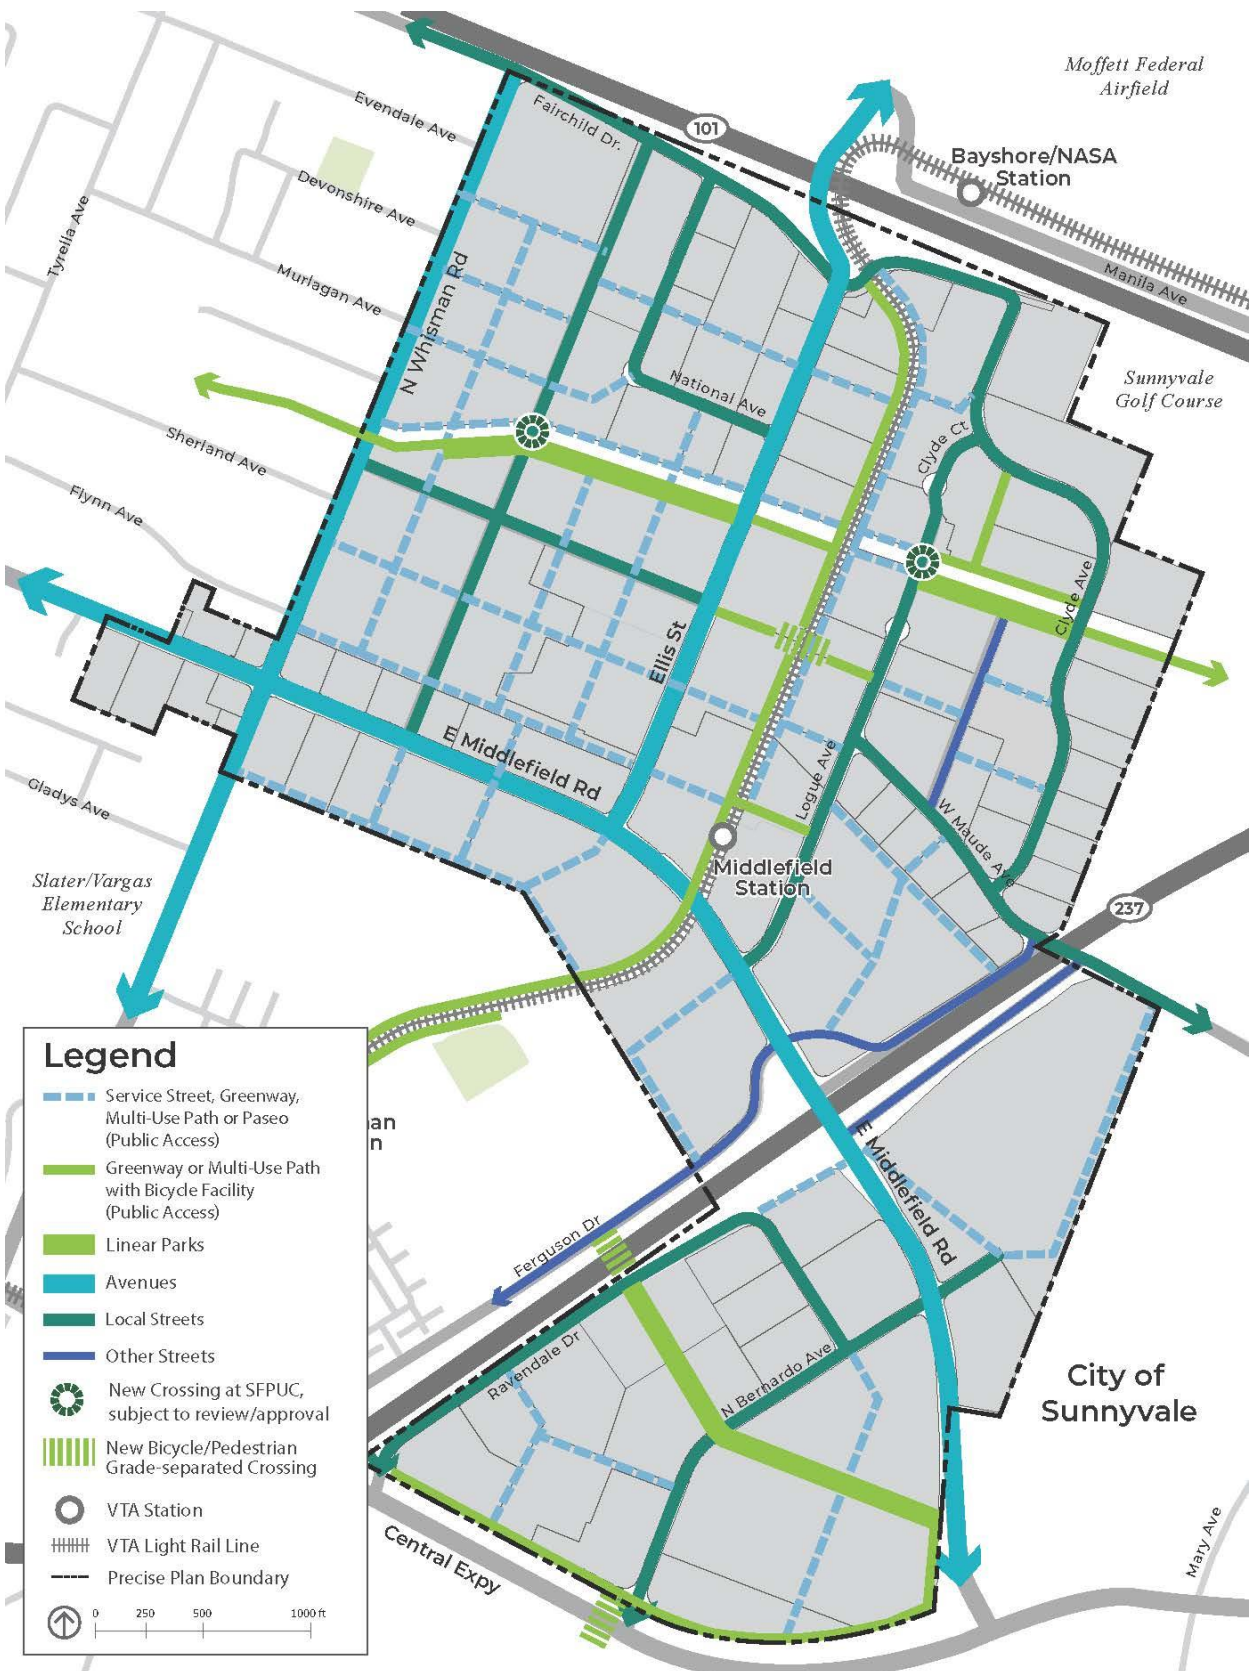 Moffett Federal
Airfield
Evendale Ave
Fairchild Dr.
101
Bayshore/NASA
Station
Devonshire Ave
Tyrella Ave
Murlagan Ave
N Whisman Rd
Manila Ave
National Ave
Sunnyvale
Golf Course
Sherland Ave
Clyde Ct
Flynn Ave
Clyde Ave
Ellis St
E Middlefield Rd
Logue Ave
W Maude Ave
Gladys Ave
Middlefield
Station
Slater/Vargas
Elementary
School
237
Legend
Service Street, Greenway,
Multi-Use Path or Paseo
(Public Access)
Greenway or Multi-Use Path
with Bicycle Facility
(Public Access)
Linear Parks
Avenues
Local Streets
Other Streets
New Crossing at SFPUC,
subject to review/approval
New Bicycle/Pedestrian
Grade-separated Crossing
VTA Station
VTA Light Rail Line
Precise Plan Boundary
0 250 500 1000 ft
an
n
E Middlefield Rd
Ferguson Dr
Ravendale Dr
N Bernardo Ave
City of
Sunnyvale
Central Expy
Mary Ave